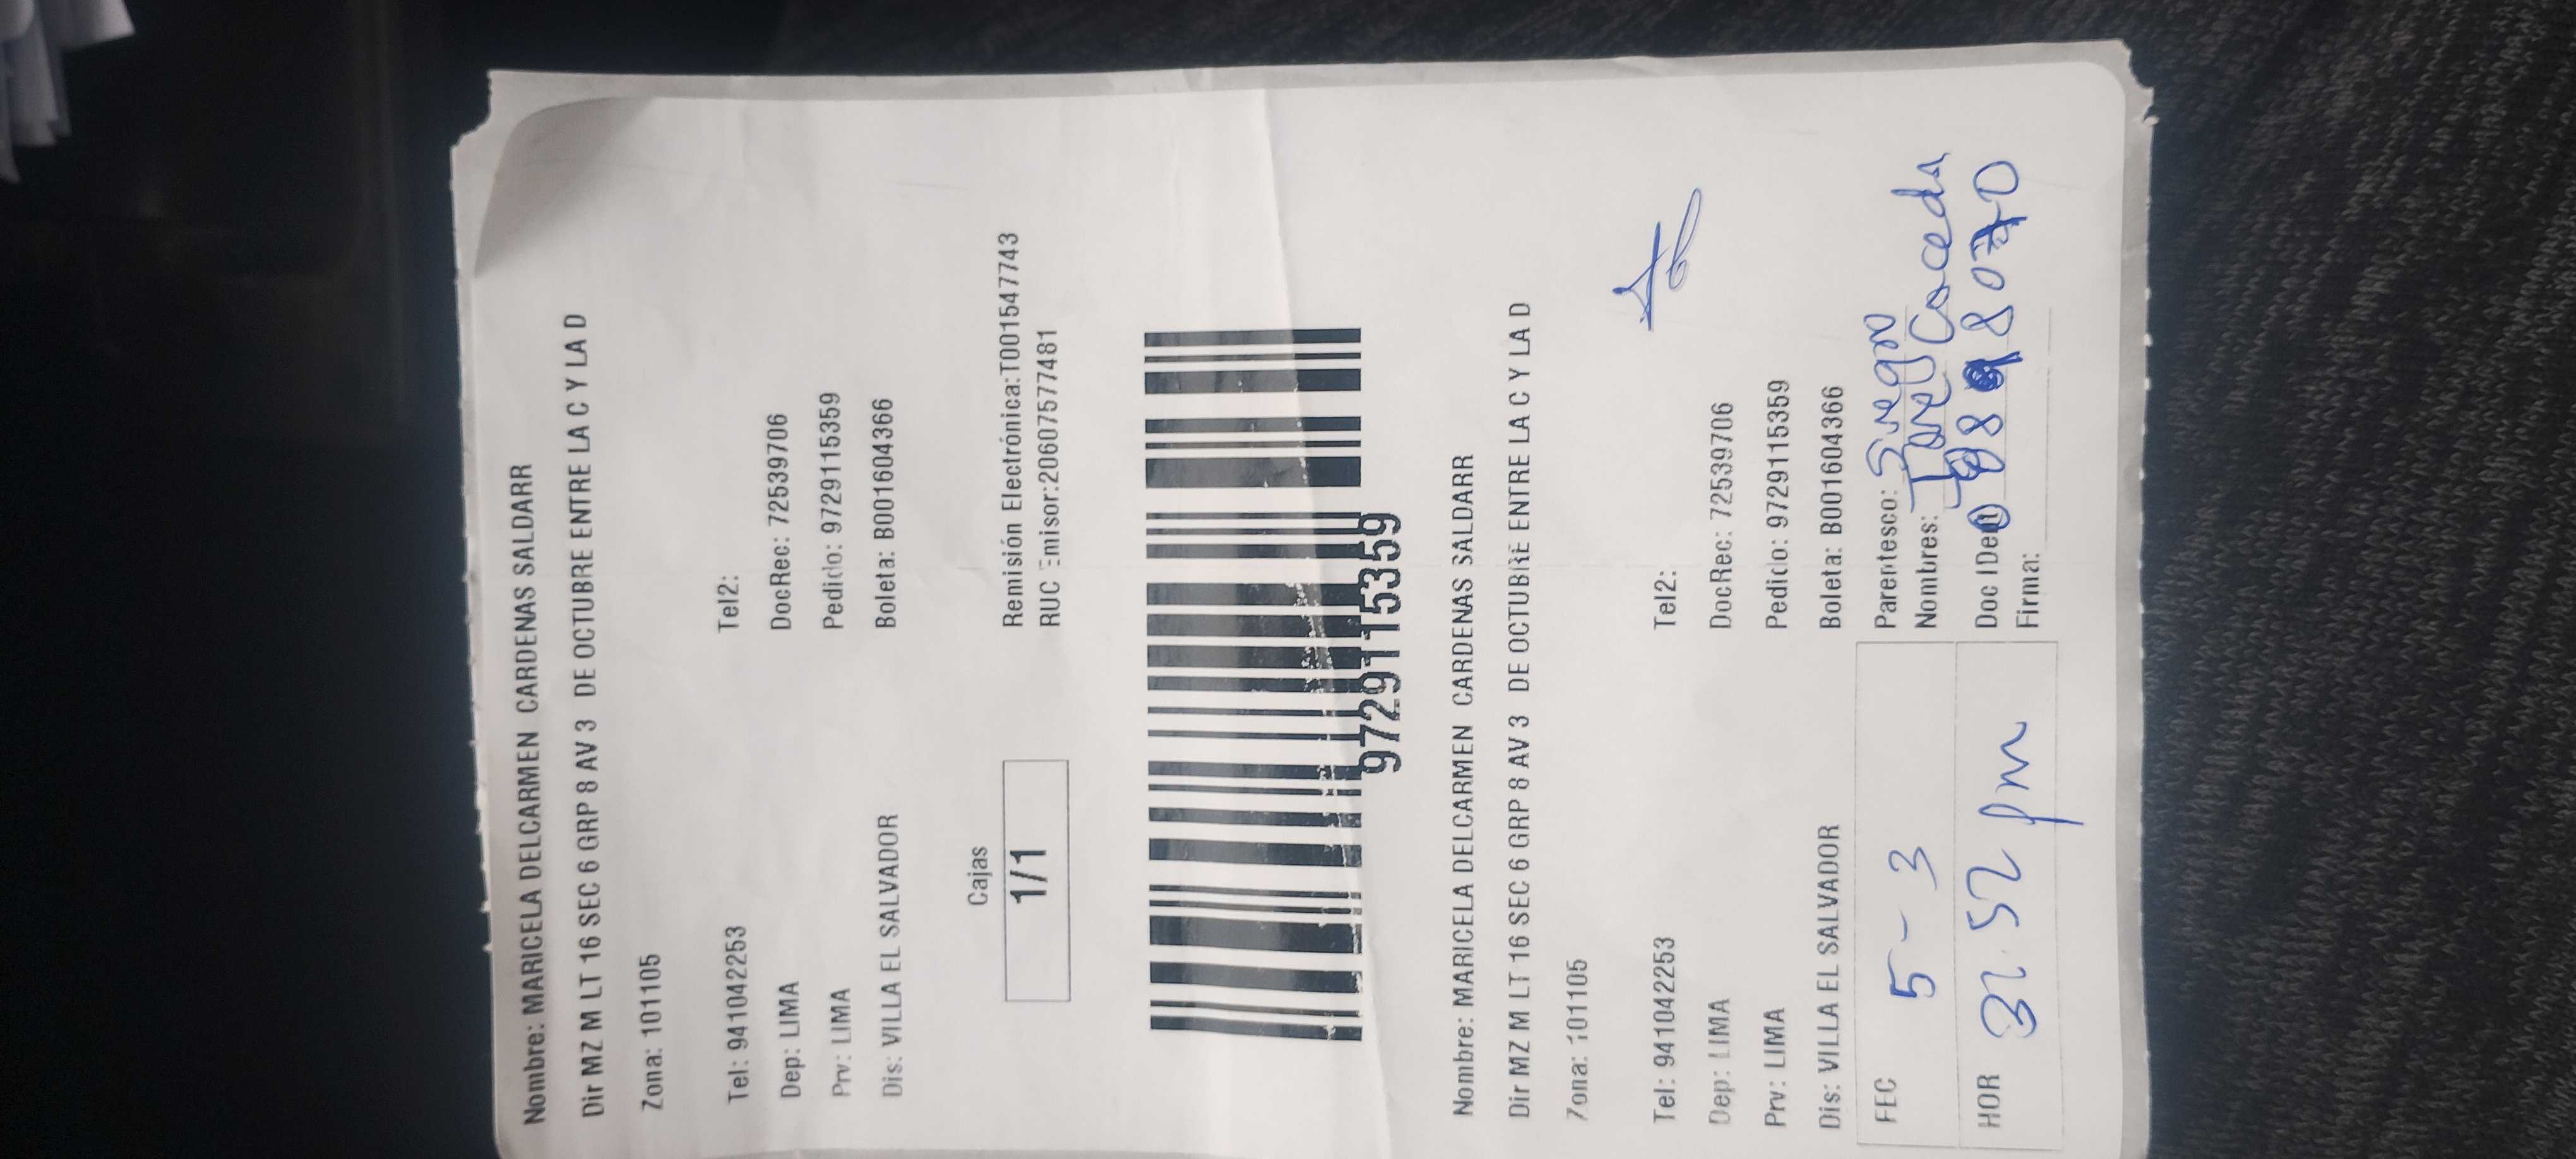 Nombre: MARICELA DELCARMEN CARDENAS SALDARR
Dir MZ M LT 16 SEC 6 GRP 8 AV 3 DE OCTUBRE ENTRE LA C Y LA D
Zona: 101105
Tel: 941042253 Tel2:
Dep: LIMA DocRec: 72539706
Prv: LIMA Pedido: 9729115359
Dis: VILLA EL SALVADOR Boleta: B001604366
Cajas
1/1
Remisión Electrónica:T001547743
RUC Emisor:20607577481
9729115359
Nombre: MARICELA DELCARMEN CARDENAS SALDARR
Dir MZ M LT 16 SEC 6 GRP 8 AV 3 DE OCTUBRE ENTRE LA C Y LA D
Zona: 101105
Tel: 941042253 Tel2:
Dep: LIMA DocRec: 72539706
Prv: LIMA Pedido: 9729115359
Dis: VILLA EL SALVADOR Boleta: B001604366
FEC 5-3 Parentesco: Suegro
Nombres:
HOR 3:52 pm Doc IDen
Firma: